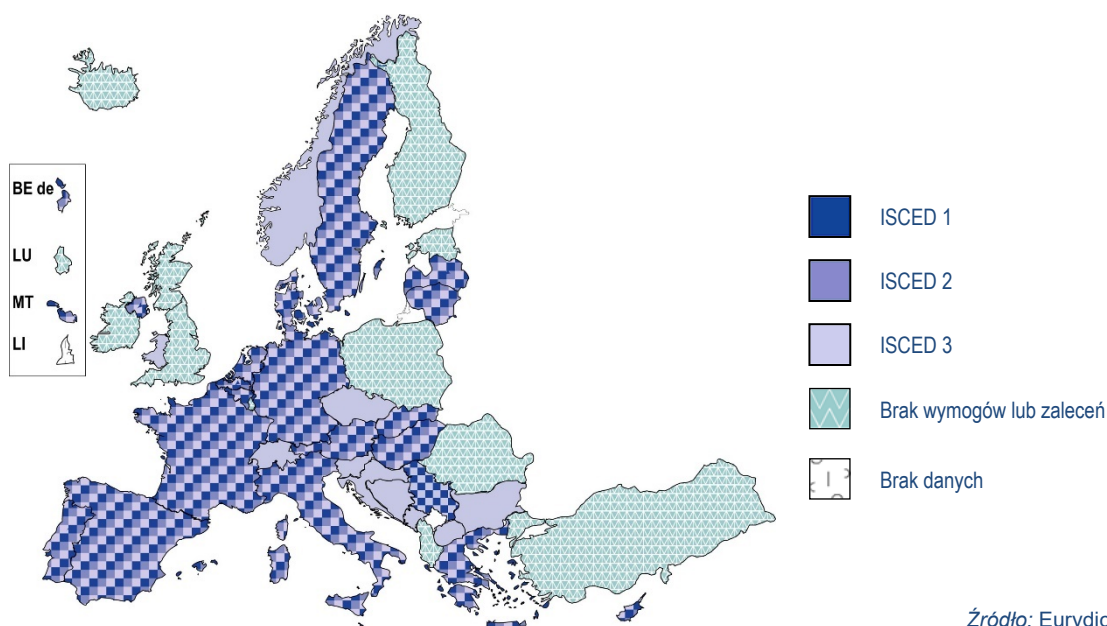 BE de
LU
MT
LI
ISCED 1
ISCED 2
ISCED 3
Brak wymogów lub zaleceń
Brak danych
Źródło: Eurydic